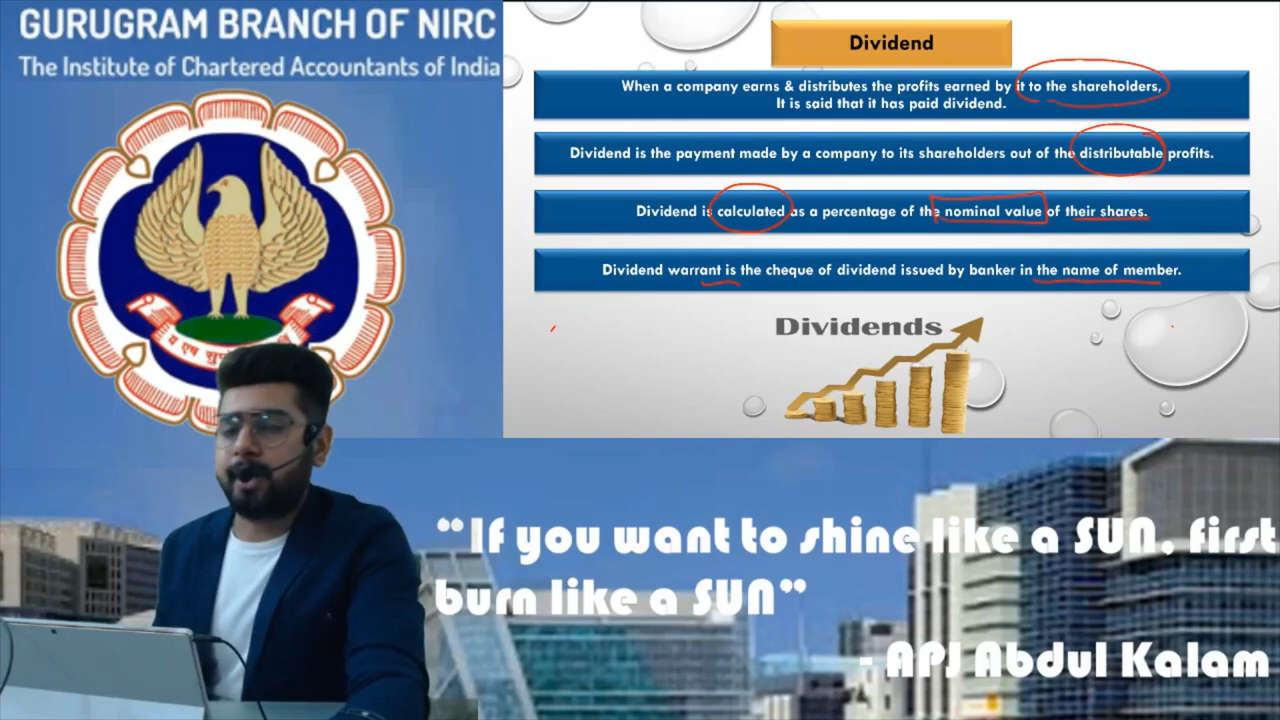 GURUGRAM BRANCH OF NIRC
The Institute of Chartered Accountants of India
य एष सु
Dividend
When a company earns & distributes the profits earned by it to the shareholders,
It is said that it has paid dividend.
Dividend is the payment made by a company to its shareholders out of the distributable profits.
Dividend is calculated as a percentage of the nominal value of their shares.
Dividend warrant is the cheque of dividend issued by banker in the name of member.
Dividends
“If you want to shine like a SUN, first
burn like a SUN”
- APJ Abdul Kalam